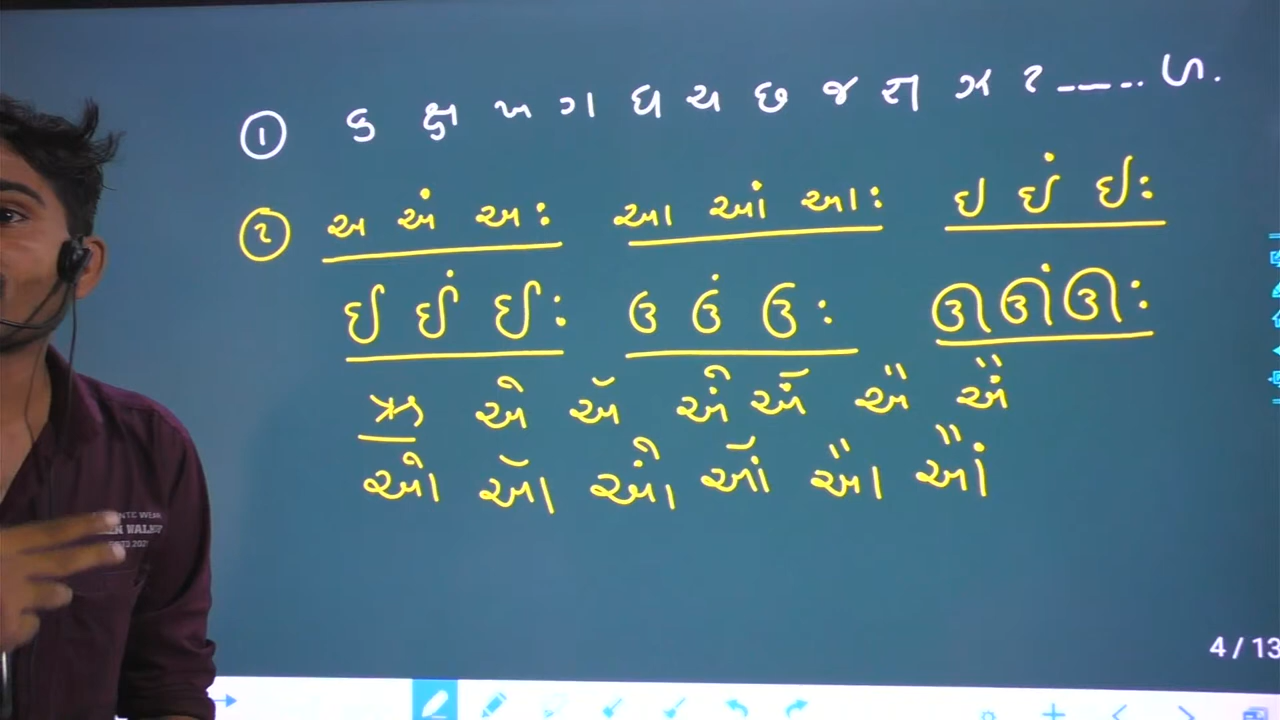 ① ક ક્ષ ખ ગ ઘ ચ છ જ જ્ઞ ઝ ટ ----.. ળ.
② અ અં અઃ આ આં આઃ ઇ ઇં ઇઃ
ઈ ઈં ઈઃ ઉ ઉં ઉઃ ઊ ઊં ઊઃ
ઋ એ ઍ એં ઍં ઐ ઐં
ઓ ઑ ઓં ઑં ઔ ઔં
4 / 13